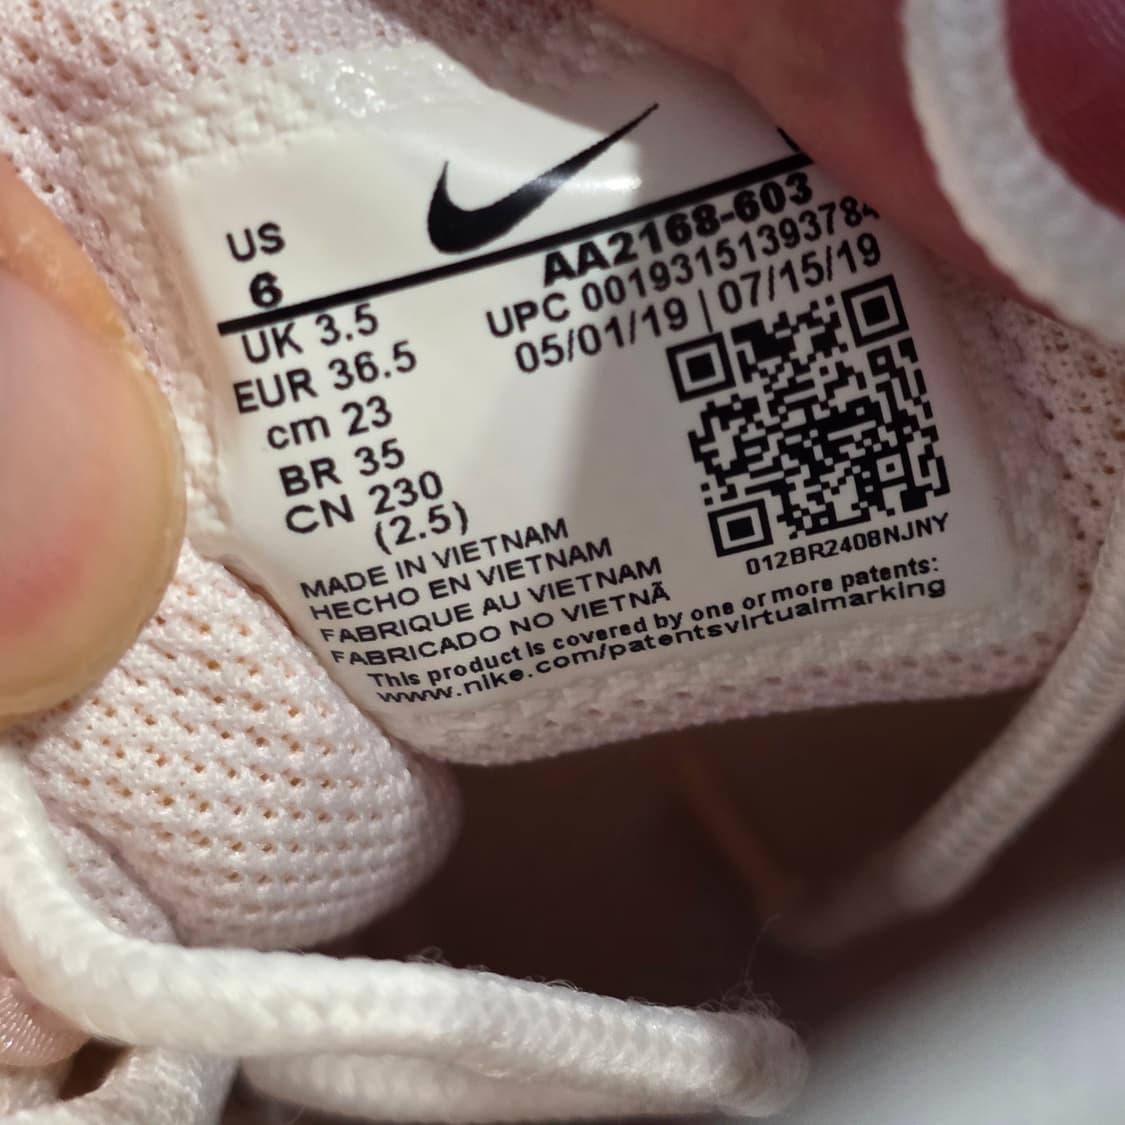 US
6
UK 3.5
EUR 36.5
cm 23
BR 35
CN 230
(2.5)
AA2168-603
UPC 00193151393784
05/01/19 | 07/15/19
012BR240BNJNY
MADE IN VIETNAM
HECHO EN VIETNAM
FABRIQUE AU VIETNAM
FABRICADO NO VIETNÃ
This product is covered by one or more patents:
www.nike.com/patentsvirtualmarking